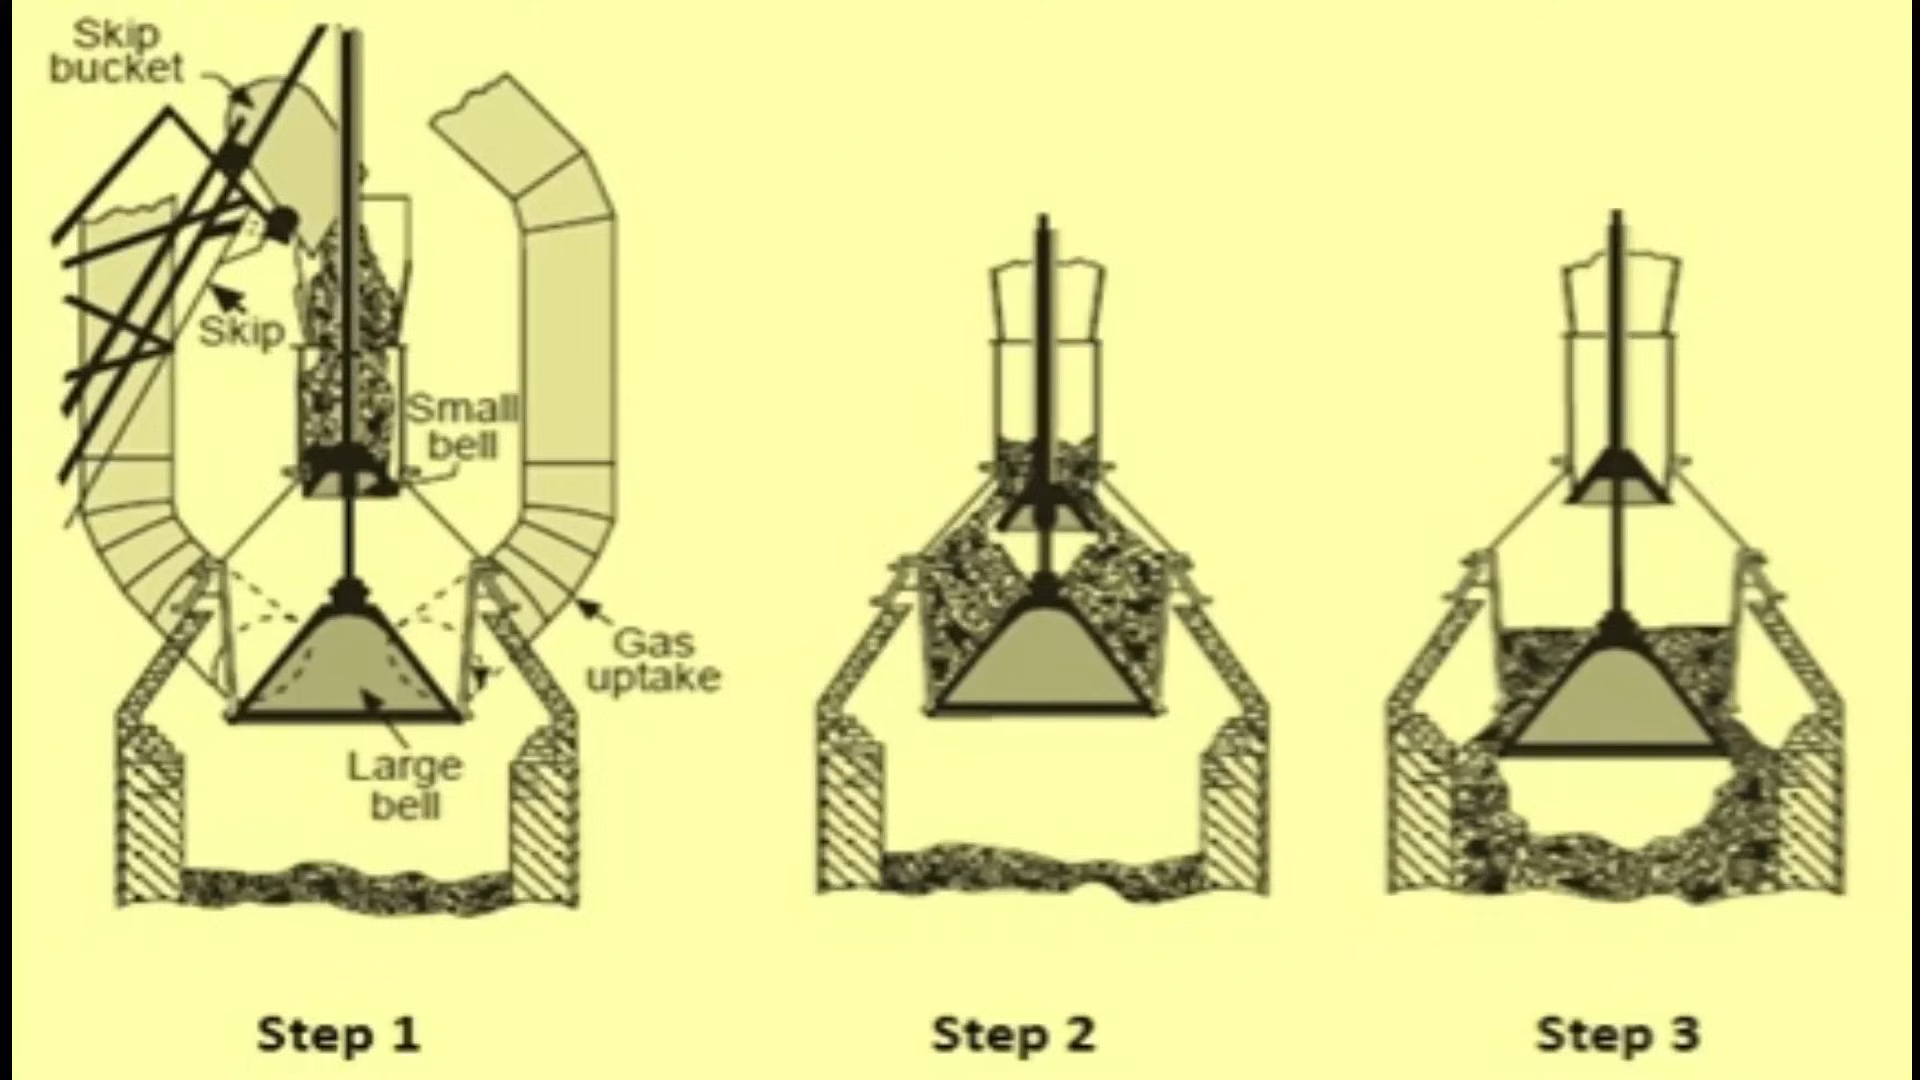 Skip
bucket
Skip
Small
bell
Gas
uptake
Large
bell
Step 1
Step 2
Step 3